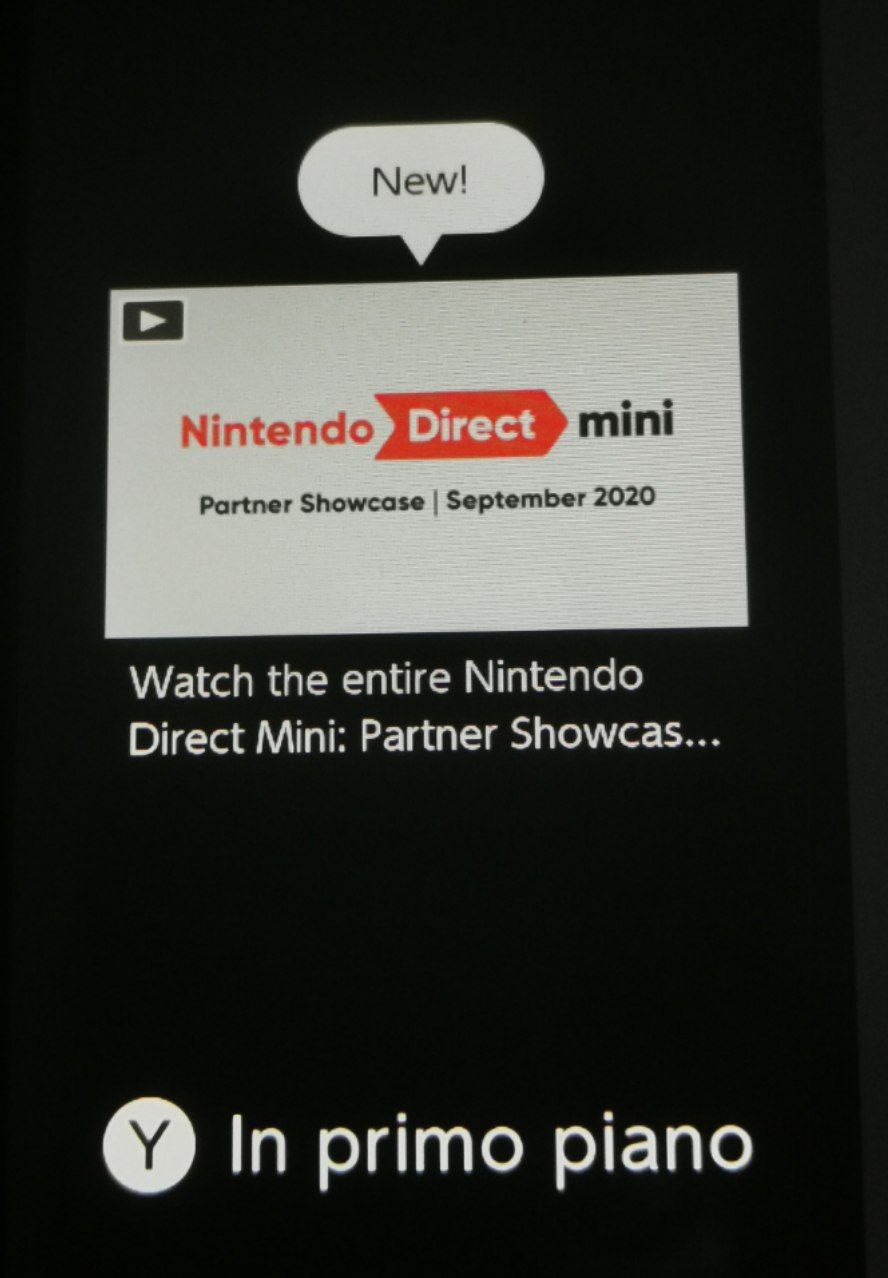 New!
Nintendo Direct mini
Partner Showcase | September 2020
Watch the entire Nintendo
Direct Mini: Partner Showcas...
Y In primo piano